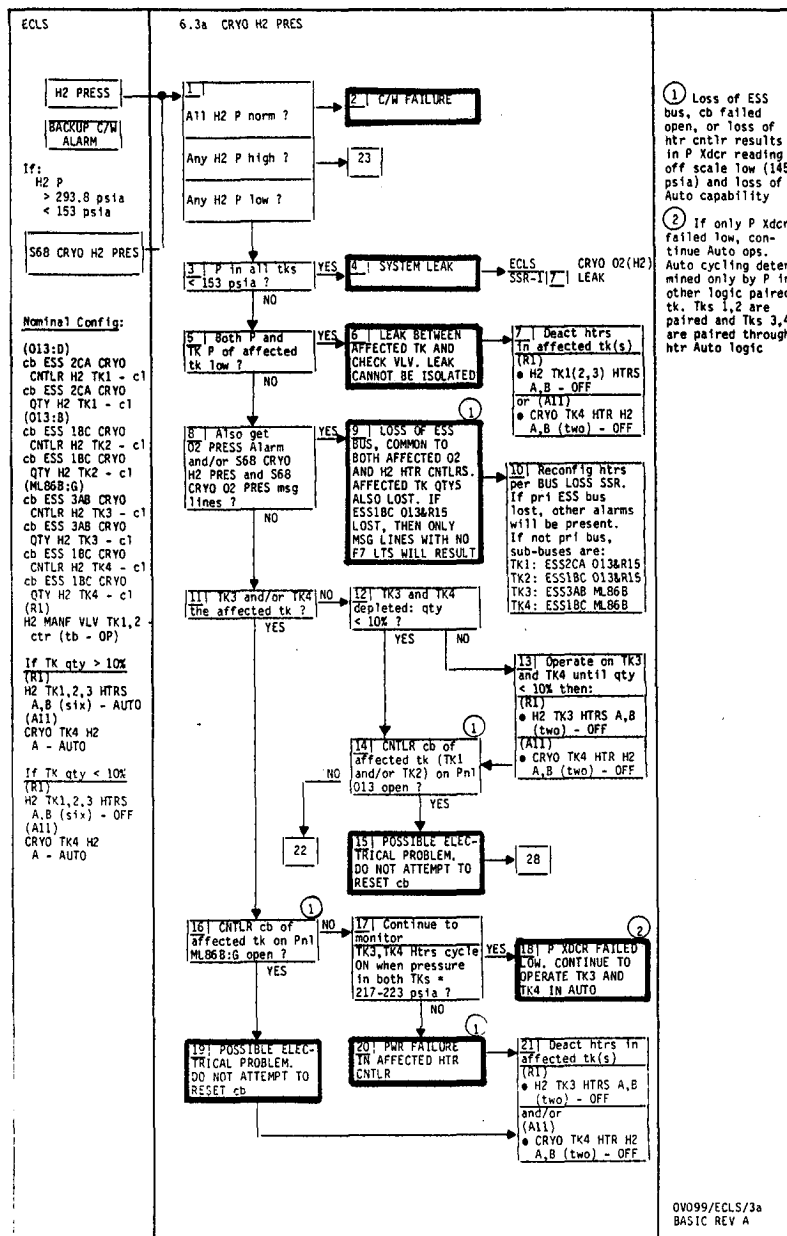 ECLS
6.3a CRYO H2 PRES
H2 PRESS
BACKUP C/W
ALARM
If:
H2 P
> 293.8 psia
< 153 psia
S68 CRYO H2 PRES
Nominal Config:
(O13:D)
cb ESS 2CA CRYO
CNTLR H2 TK1 - cl
cb ESS 2CA CRYO
QTY H2 TK1 - cl
(O13:B)
cb ESS 1BC CRYO
CNTLR H2 TK2 - cl
cb ESS 1BC CRYO
QTY H2 TK2 - cl
(ML86B:G)
cb ESS 3AB CRYO
CNTLR H2 TK3 - cl
cb ESS 3AB CRYO
QTY H2 TK3 - cl
cb ESS 1BC CRYO
CNTLR H2 TK4 - cl
cb ESS 1BC CRYO
QTY H2 TK4 - cl
(R1)
H2 MANF VLV TK1,2
ctr (tb - OP)
If TK qty > 10%
(R1)
H2 TK1,2,3 HTRS
A,B (six) - AUTO
(A11)
CRYO TK4 H2
A - AUTO
If TK qty < 10%
(R1)
H2 TK1,2,3 HTRS
A,B (six) - OFF
(A11)
CRYO TK4 H2
A - AUTO
1
All H2 P norm ?
Any H2 P high ?
Any H2 P low ?
2 C/W FAILURE
23
3 P in all tks
< 153 psia ?
YES
NO
4 SYSTEM LEAK
ECLS CRYO O2(H2)
SSR-1 7 LEAK
5 Both P and
TK P of affected
tk low ?
YES
NO
6 LEAK BETWEEN
AFFECTED TK AND
CHECK VLV. LEAK
CANNOT BE ISOLATED
7 Deact htrs
in affected tk(s)
(R1)
• H2 TK1(2,3) HTRS
A,B - OFF
or (A11)
• CRYO TK4 HTR H2
A,B (two) - OFF
8 Also get
O2 PRESS Alarm
and/or S68 CRYO
H2 PRES and S68
CRYO O2 PRES msg
lines ?
YES
NO
1
9 LOSS OF ESS
BUS, COMMON TO
BOTH AFFECTED O2
AND H2 HTR CNTLRS.
AFFECTED TK QTYS
ALSO LOST. IF
ESS1BC O13&R15
LOST, THEN ONLY
MSG LINES WITH NO
F7 LTS WILL RESULT
10 Reconfig htrs
per BUS LOSS SSR.
If pri ESS bus
lost, other alarms
will be present.
If not pri bus,
sub-buses are:
TK1: ESS2CA O13&R15
TK2: ESS1BC O13&R15
TK3: ESS3AB ML86B
TK4: ESS1BC ML86B
11 TK3 and/or TK4
the affected tk ?
NO
YES
12 TK3 and TK4
depleted: qty
< 10% ?
YES
NO
13 Operate on TK3
and TK4 until qty
< 10% then:
(R1)
• H2 TK3 HTRS A,B
(two) - OFF
(A11)
• CRYO TK4 HTR H2
A,B (two) - OFF
1
14 CNTLR cb of
affected tk (TK1
and/or TK2) on Pnl
O13 open ?
NO
YES
22
15 POSSIBLE ELEC-
TRICAL PROBLEM.
DO NOT ATTEMPT TO
RESET cb
28
1
16 CNTLR cb of
affected tk on Pnl
ML86B:G open ?
NO
YES
17 Continue to
monitor
TK3,TK4 Htrs cycle
ON when pressure
in both TKs =
217-223 psia ?
YES
NO
2
18 P XDCR FAILED
LOW. CONTINUE TO
OPERATE TK3 AND
TK4 IN AUTO
19 POSSIBLE ELEC-
TRICAL PROBLEM.
DO NOT ATTEMPT TO
RESET cb
1
20 PWR FAILURE
IN AFFECTED HTR
CNTLR
21 Deact htrs in
affected tk(s)
(R1)
• H2 TK3 HTRS A,B
(two) - OFF
and/or
(A11)
• CRYO TK4 HTR H2
A,B (two) - OFF
1 Loss of ESS
bus, cb failed
open, or loss of
htr cntlr results
in P Xdcr reading
off scale low (145
psia) and loss of
Auto capability
2 If only P Xdcr
failed low, con-
tinue Auto ops.
Auto cycling deter
mined only by P in
other logic paired
tk. Tks 1,2 are
paired and Tks 3,4
are paired through
htr Auto logic
OVO99/ECLS/3a
BASIC REV A